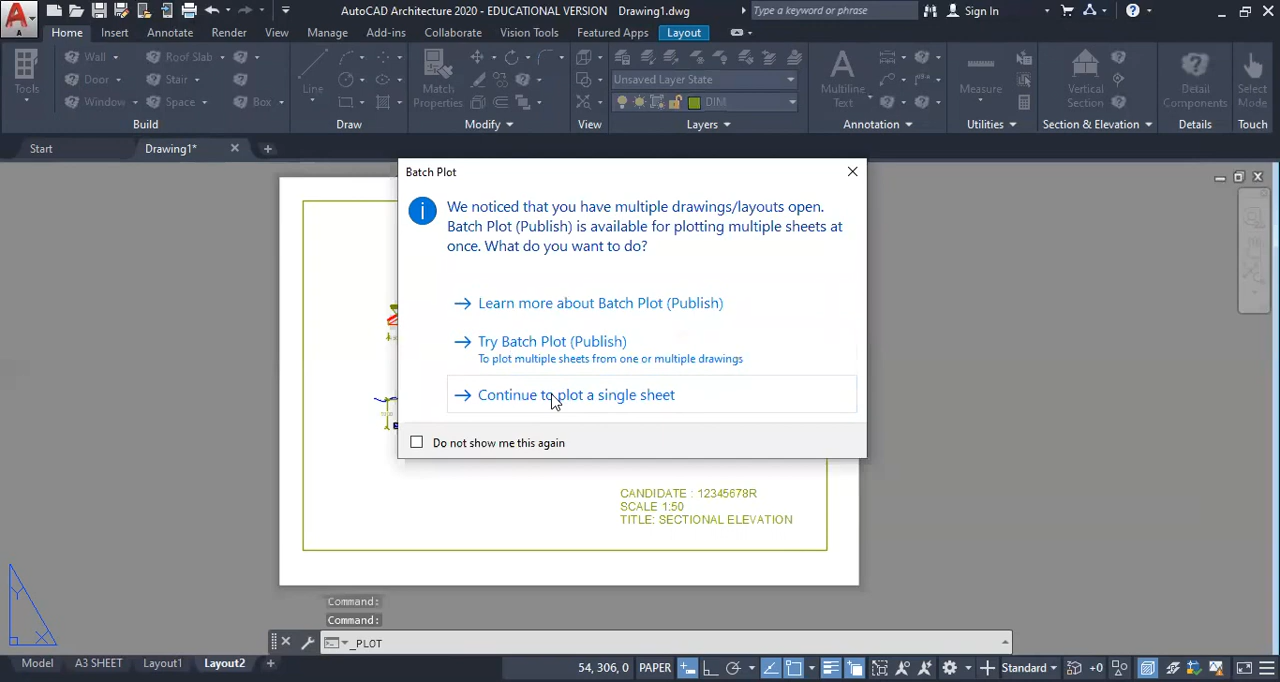 AutoCAD Architecture 2020 - EDUCATIONAL VERSION Drawing1.dwg Type a keyword or phrase Sign In
Home Insert Annotate Render View Manage Add-ins Collaborate Vision Tools Featured Apps Layout
Wall Roof Slab Unsaved Layer State
Tools Door Stair Line Match Properties Multiline Text Measure Vertical Section Detail Components Select Mode
Window Space Box DIM
Build Draw Modify View Layers Annotation Utilities Section & Elevation Details Touch
Start Drawing1*
Batch Plot
We noticed that you have multiple drawings/layouts open.
Batch Plot (Publish) is available for plotting multiple sheets at
once. What do you want to do?
Learn more about Batch Plot (Publish)
Try Batch Plot (Publish)
To plot multiple sheets from one or multiple drawings
Continue to plot a single sheet
Do not show me this again
CANDIDATE : 12345678R
SCALE 1:50
TITLE: SECTIONAL ELEVATION
Command:
Command:
_PLOT
Y
X
Model A3 SHEET Layout1 Layout2
54, 306, 0 PAPER Standard +0